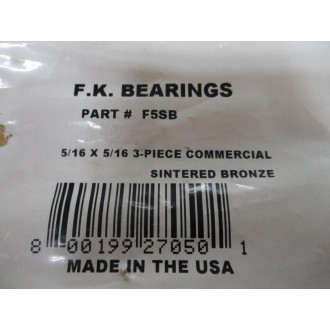 F.K. BEARINGS
PART # F5SB
5/16 X 5/16 3-PIECE COMMERCIAL
SINTERED BRONZE
8 00199 27050 1
MADE IN THE USA